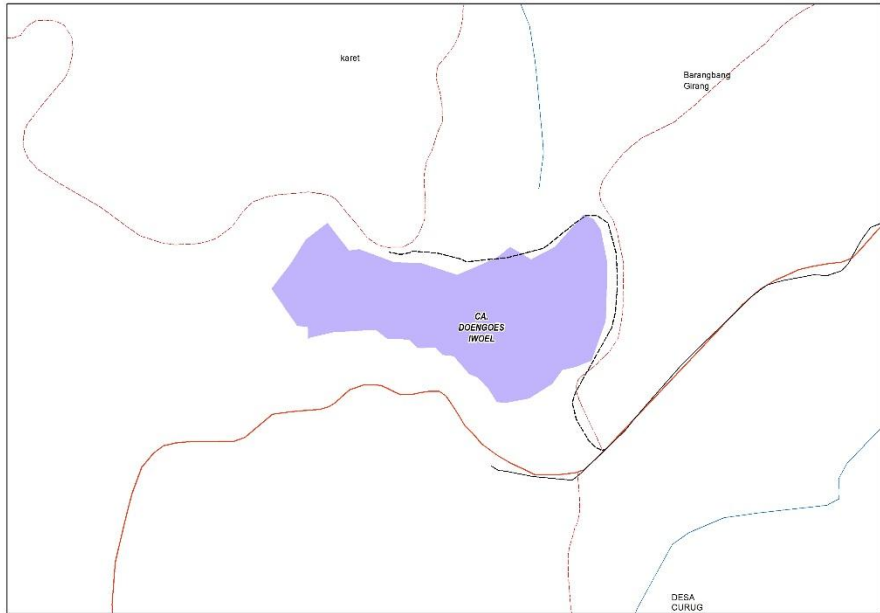 karet
Barangbang
Girang
CA.
DOENGOES
IWOEL
DESA
CURUG